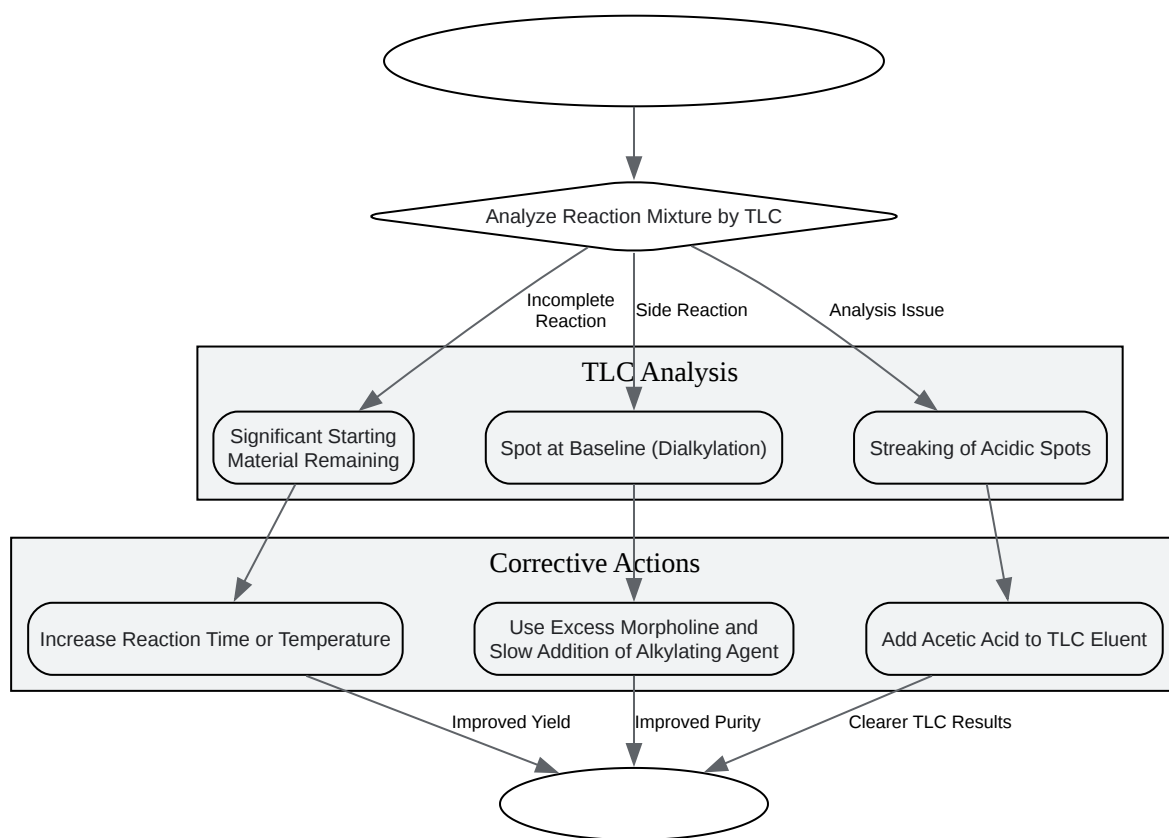 Analyze Reaction Mixture by TLC
Incomplete
Reaction
Side Reaction
Analysis Issue
TLC Analysis
Significant Starting
Material Remaining
Spot at Baseline (Dialkylation)
Streaking of Acidic Spots
Corrective Actions
Increase Reaction Time or Temperature
Use Excess Morpholine and
Slow Addition of Alkylating Agent
Add Acetic Acid to TLC Eluent
Improved Yield
Improved Purity
Clearer TLC Results